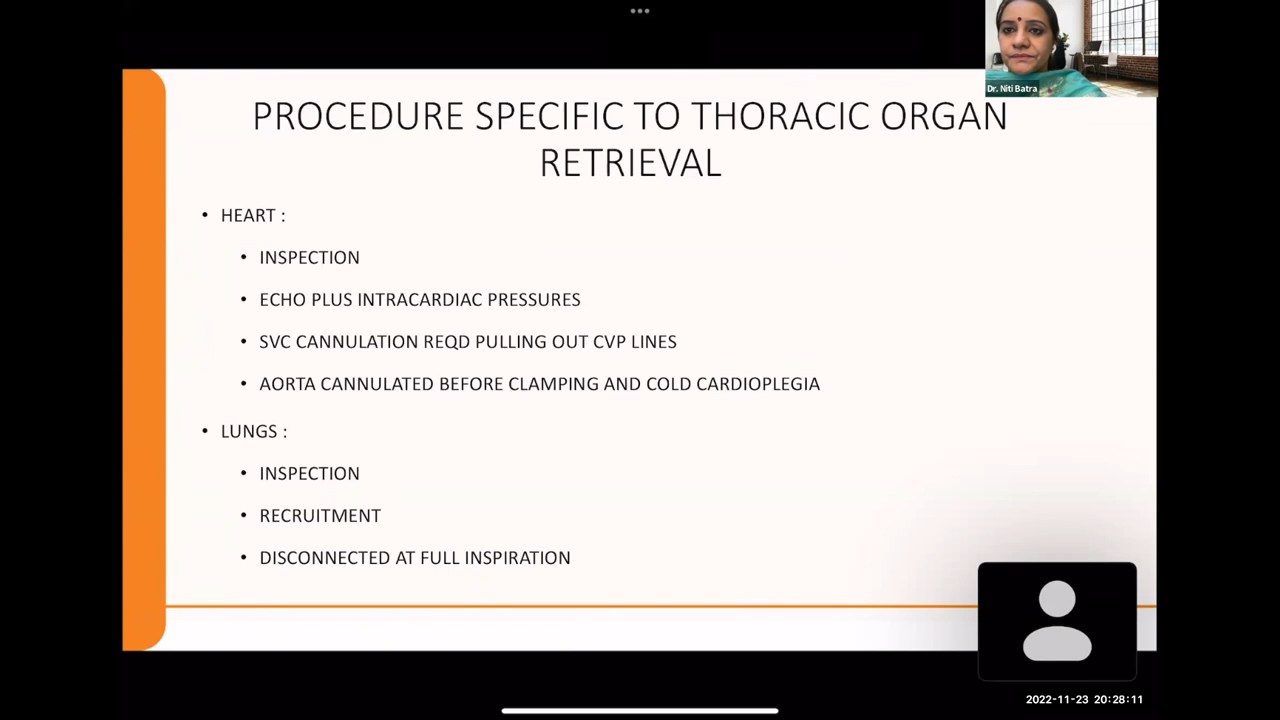 Dr. Niti Batra
PROCEDURE SPECIFIC TO THORACIC ORGAN
RETRIEVAL
• HEART :
• INSPECTION
• ECHO PLUS INTRACARDIAC PRESSURES
• SVC CANNULATION REQD PULLING OUT CVP LINES
• AORTA CANNULATED BEFORE CLAMPING AND COLD CARDIOPLEGIA
• LUNGS :
• INSPECTION
• RECRUITMENT
• DISCONNECTED AT FULL INSPIRATION
2022-11-23 20:28:11